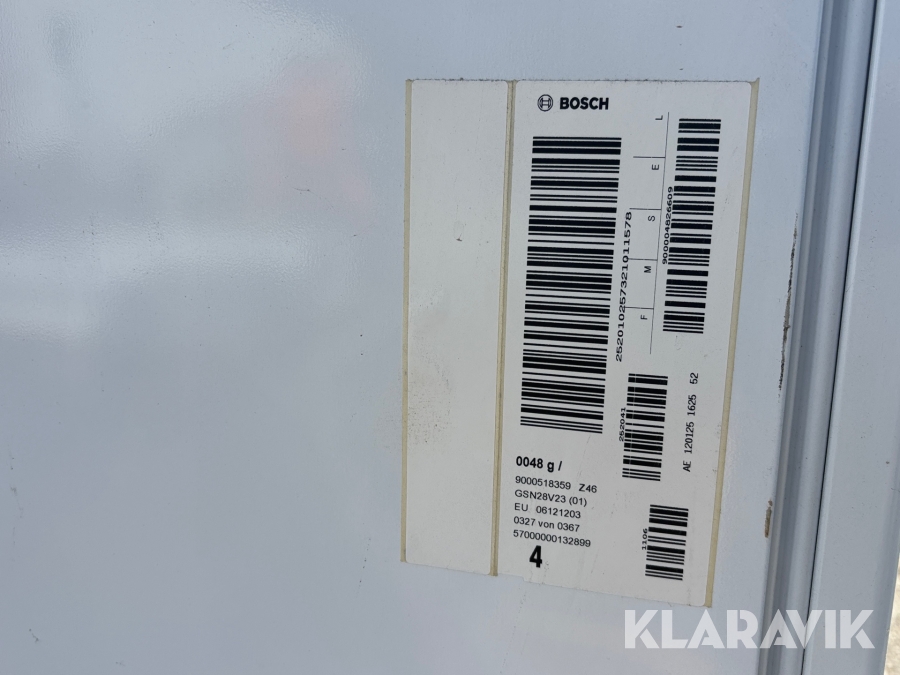 BOSCH
L
E
S
M
F
252010257321011578
900004826609
252041
AE 120125 1625 52
0048 g /
9000518359 Z46
GSN28V23 (01)
EU 06121203
0327 von 0367
57000000132899
4
1106
KLARAVIK